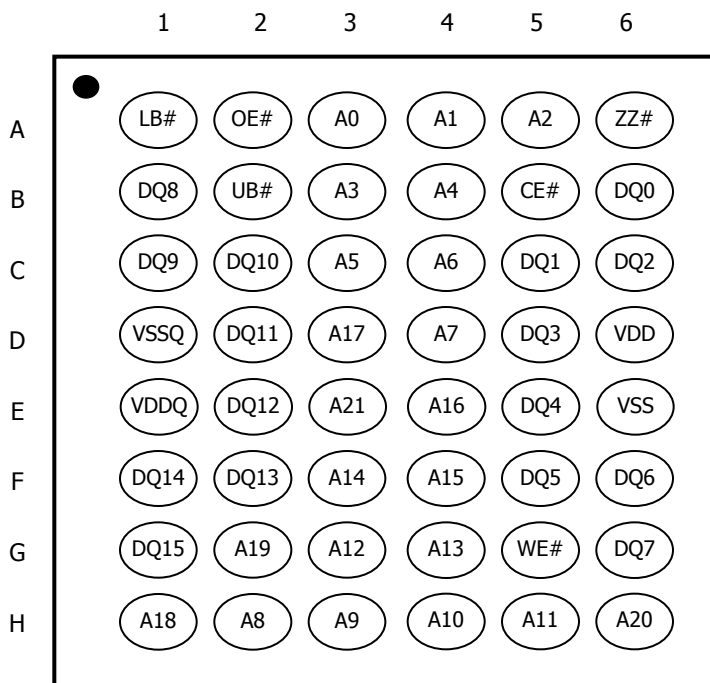 1 2 3 4 5 6
A LB# OE# A0 A1 A2 ZZ#
B DQ8 UB# A3 A4 CE# DQ0
C DQ9 DQ10 A5 A6 DQ1 DQ2
D VSSQ DQ11 A17 A7 DQ3 VDD
E VDDQ DQ12 A21 A16 DQ4 VSS
F DQ14 DQ13 A14 A15 DQ5 DQ6
G DQ15 A19 A12 A13 WE# DQ7
H A18 A8 A9 A10 A11 A20